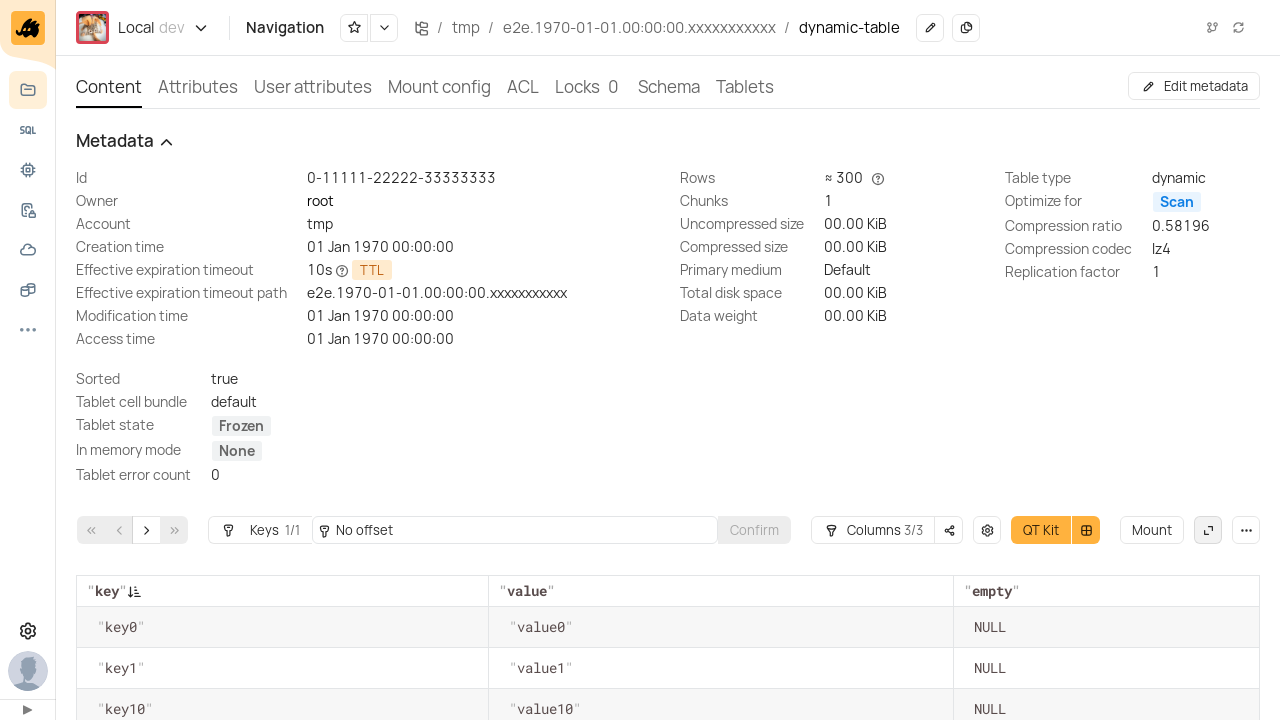 Local dev Navigation / tmp / e2e.1970-01-01.00:00:00.xxxxxxxxxxx / dynamic-table
SQL
Content Attributes User attributes Mount config ACL Locks 0 Schema Tablets Edit metadata
Metadata
Id 0-11111-22222-33333333 Rows ≈ 300 Table type dynamic
Owner root Chunks 1 Optimize for Scan
Account tmp Uncompressed size 00.00 KiB Compression ratio 0.58196
Creation time 01 Jan 1970 00:00:00 Compressed size 00.00 KiB Compression codec lz4
Effective expiration timeout 10s TTL Primary medium Default Replication factor 1
Effective expiration timeout path e2e.1970-01-01.00:00:00.xxxxxxxxxxx Total disk space 00.00 KiB
Modification time 01 Jan 1970 00:00:00 Data weight 00.00 KiB
Access time 01 Jan 1970 00:00:00
Sorted true
Tablet cell bundle default
Tablet state Frozen
In memory mode None
Tablet error count 0
Keys 1/1 No offset Confirm Columns 3/3 QT Kit Mount
"key" "value" "empty"
"key0" "value0" NULL
"key1" "value1" NULL
"key10" "value10" NULL